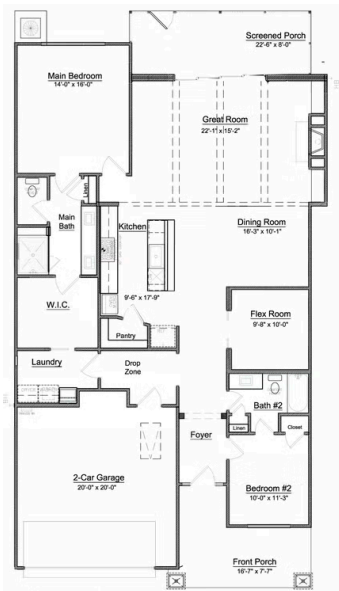 Screened Porch
22'-6" x 8'-0"
Main Bedroom
14'-0" x 16'-0"
Great Room
22'-1" x 15'-2"
Linen
Main
Bath
Kitchen
9'-6" x 17'-9"
Dining Room
16'-3" x 10'-1"
W.I.C.
Flex Room
9'-8" x 10'-0"
Pantry
Laundry
Drop
Zone
Bath #2
Linen
Closet
Foyer
2-Car Garage
20'-0" x 20'-0"
Bedroom #2
10'-0" x 11'-3"
Front Porch
16'-7" x 7'-7"